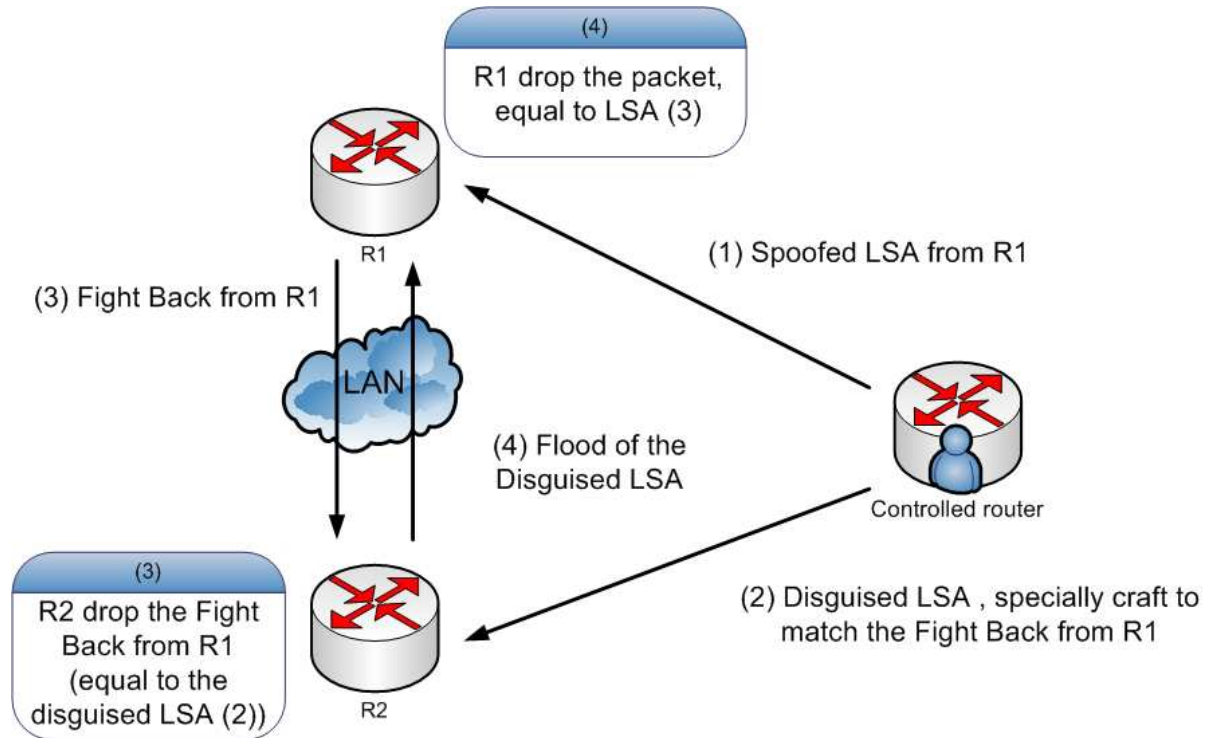 (4)
R1 drop the packet,
equal to LSA (3)
R1
(1) Spoofed LSA from R1
(3) Fight Back from R1
LAN
(4) Flood of the
Disguised LSA
Controlled router
(3)
R2 drop the Fight
Back from R1
(equal to the
disguised LSA (2))
R2
(2) Disguised LSA , specially craft to
match the Fight Back from R1